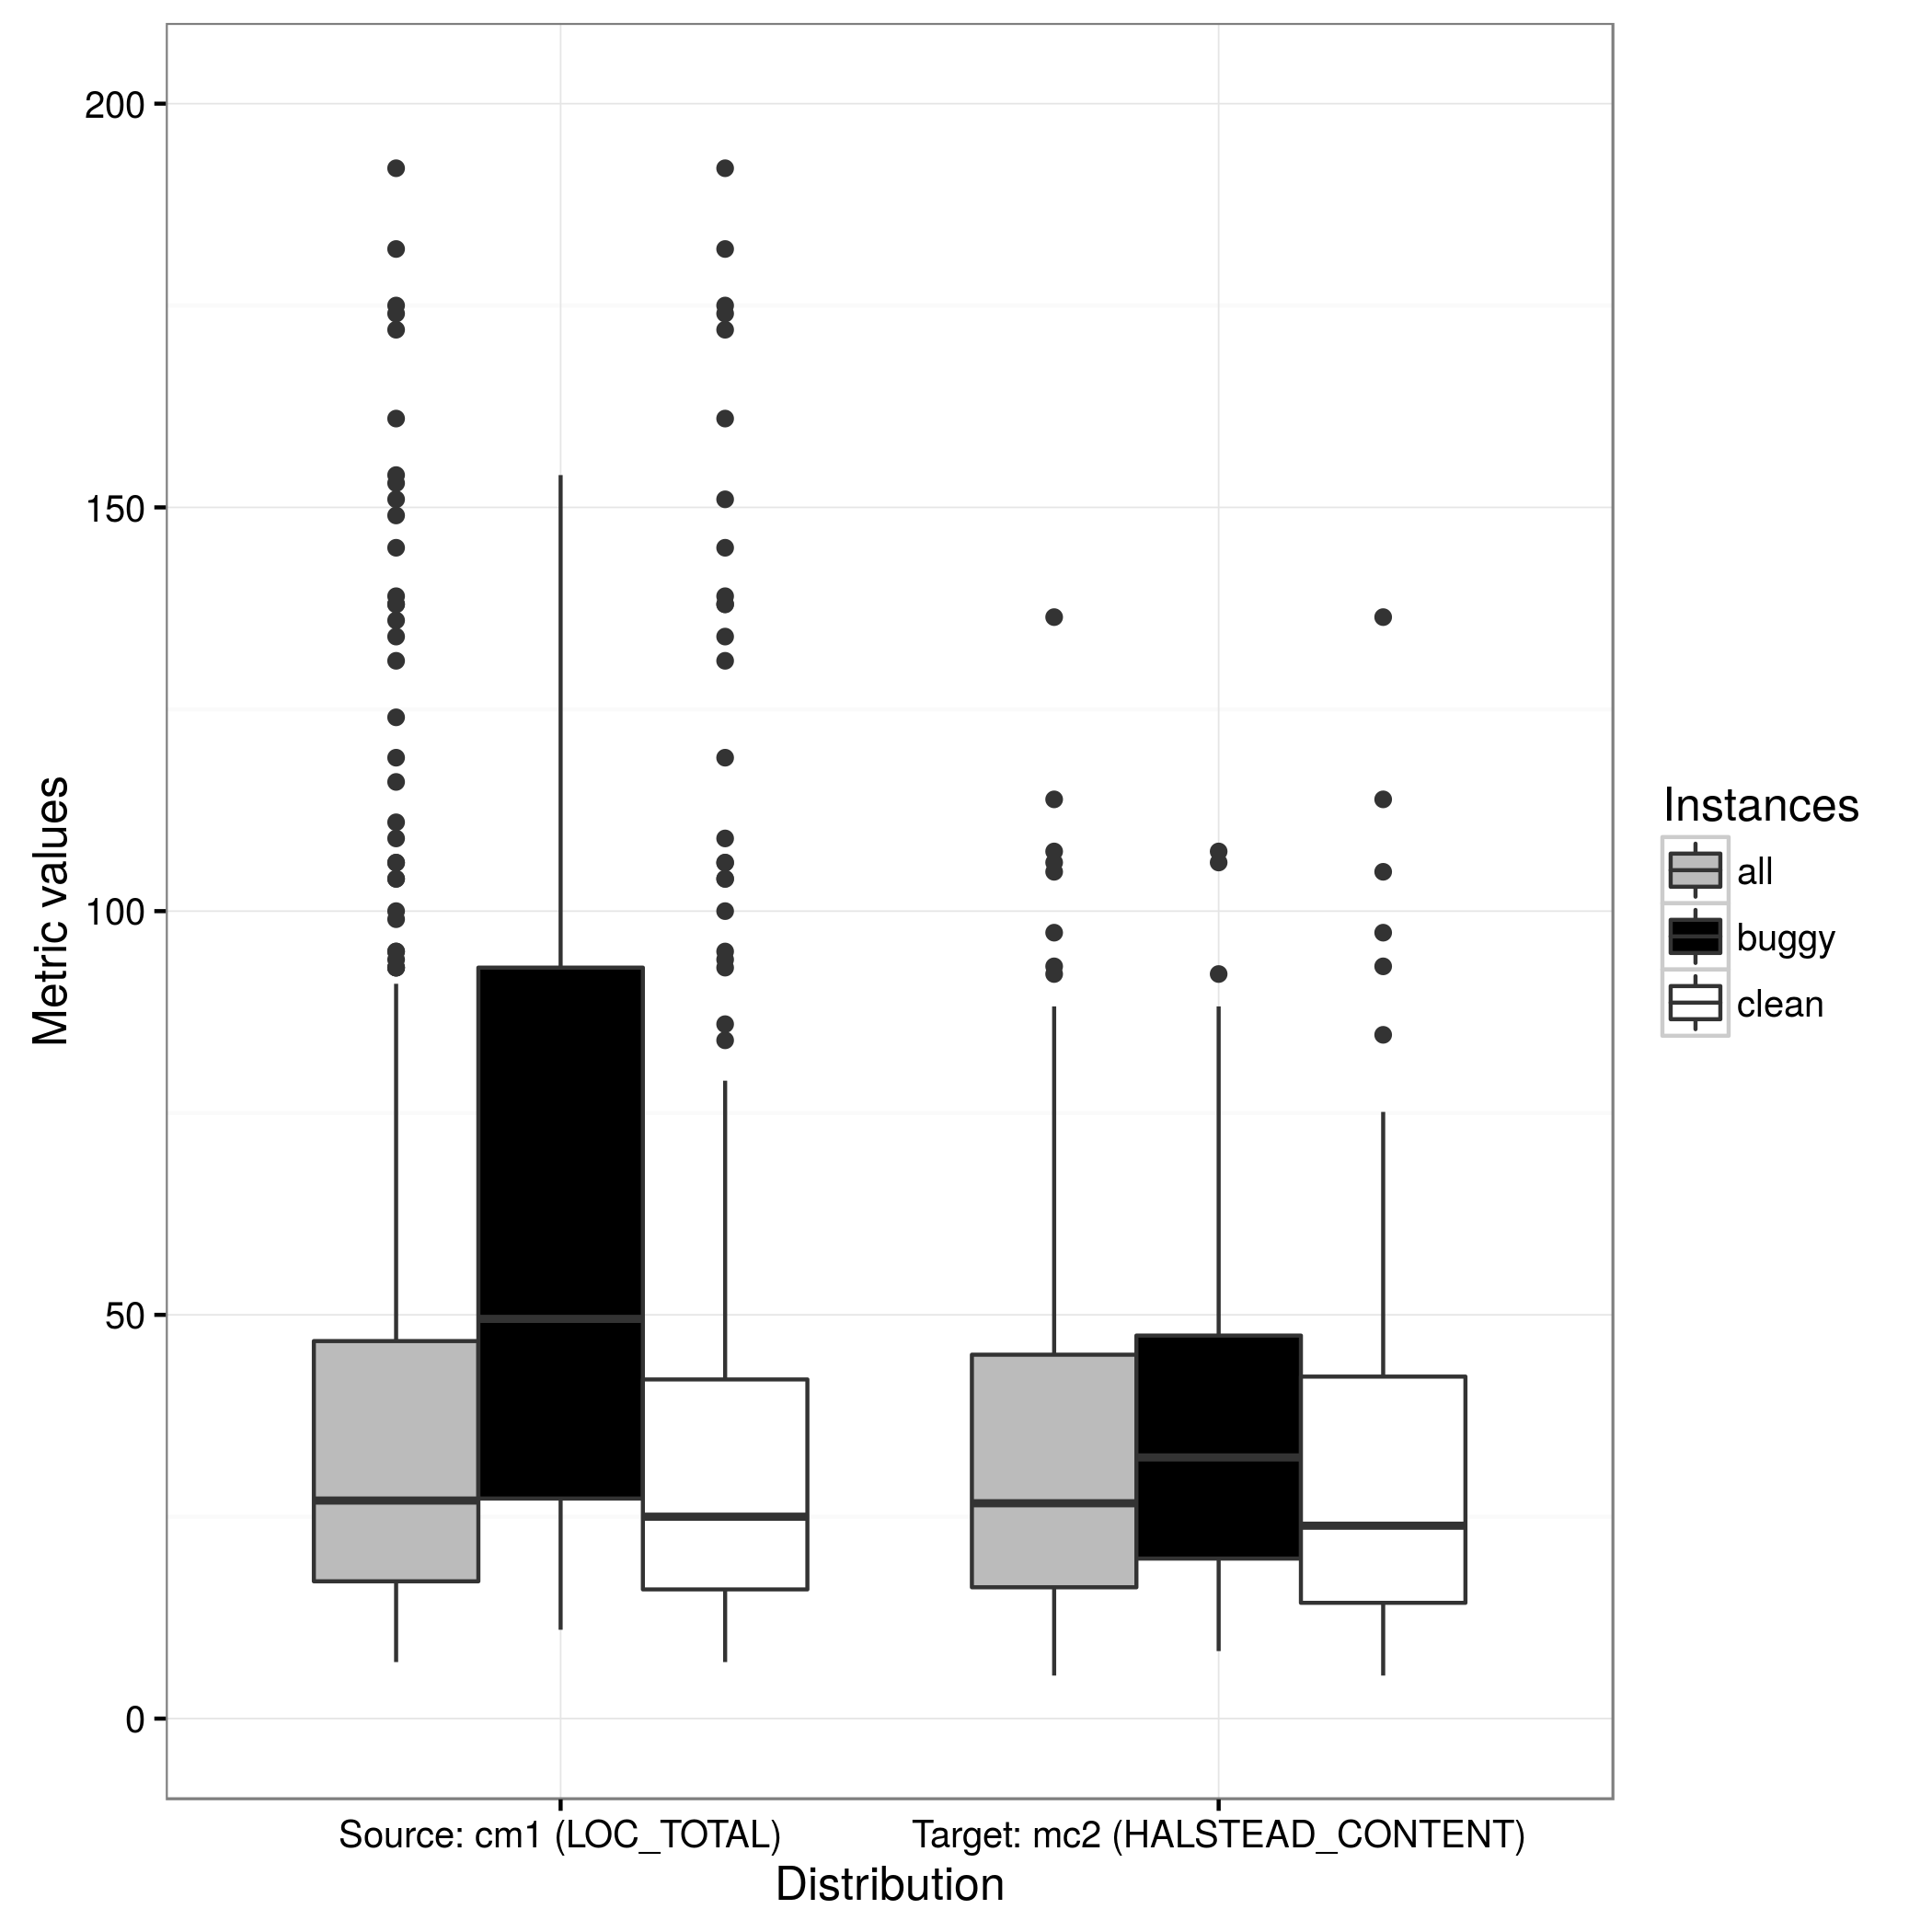 200
150
100
50
0
Metric values
Source: cm1 (LOC_TOTAL)
Target: mc2 (HALSTEAD_CONTENT)
Distribution
Instances
all
buggy
clean